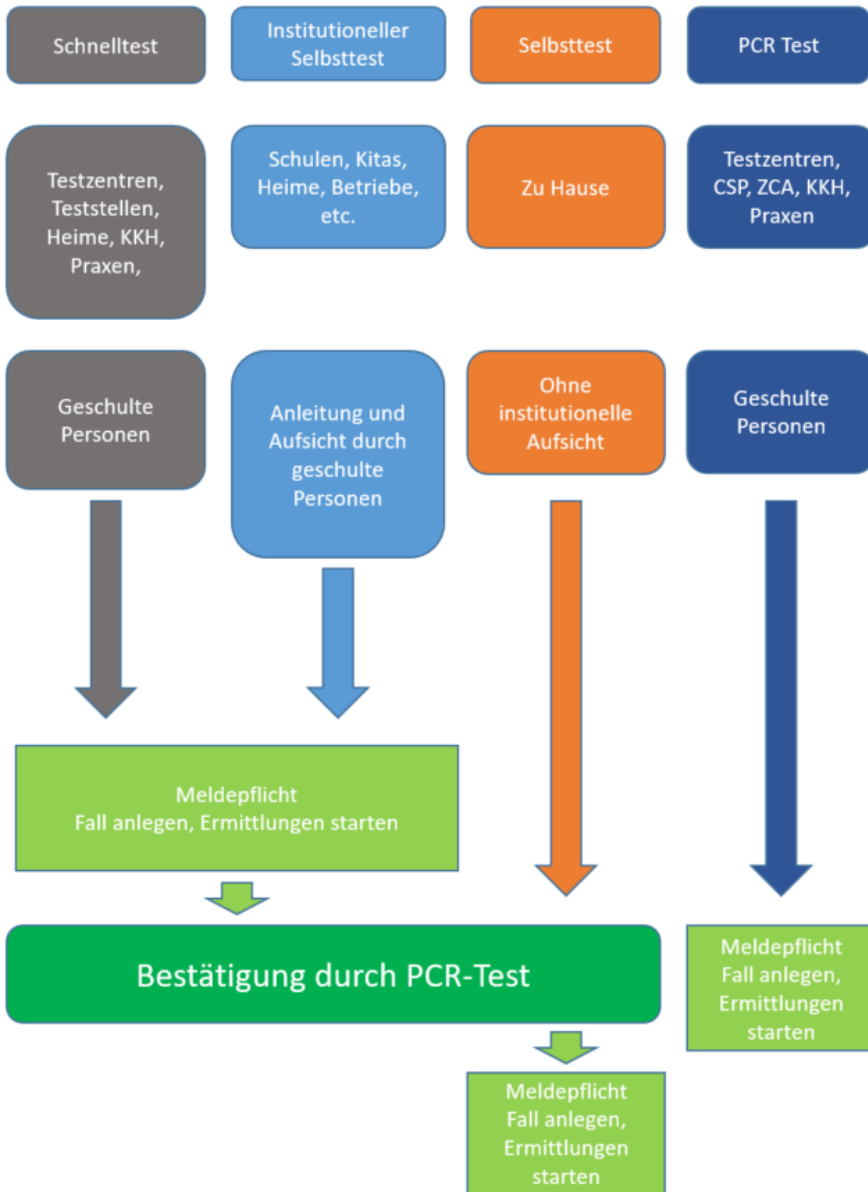 Schnelltest
Institutioneller
Selbsttest
Selbsttest
PCR Test
Testzentren,
Teststellen,
Heime, KKH,
Praxen,
Schulen, Kitas,
Heime, Betriebe,
etc.
Zu Hause
Testzentren,
CSP, ZCA, KKH,
Praxen
Geschulte
Personen
Anleitung und
Aufsicht durch
geschulte
Personen
Ohne
institutionelle
Aufsicht
Geschulte
Personen
Meldepflicht
Fall anlegen, Ermittlungen starten
Bestätigung durch PCR-Test
Meldepflicht
Fall anlegen,
Ermittlungen
starten
Meldepflicht
Fall anlegen,
Ermittlungen
starten